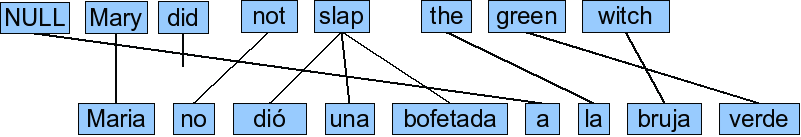 NULL Mary did not slap the green witch
Maria no dió una bofetada a la bruja verde